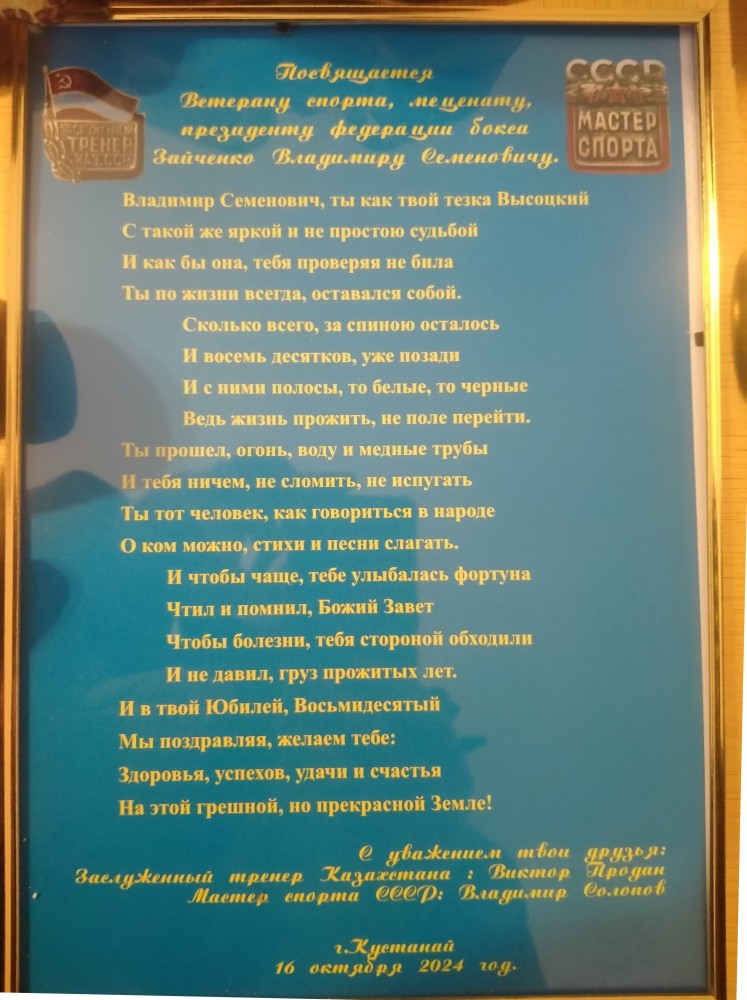 Посвящается
Ветерану спорта, меценату,
президенту федерации бокса
Зайченко Владимиру Семеновичу.
ЗАСЛУЖЕННЫЙ
ТРЕНЕР
КАЗ.ССР
СССР
МАСТЕР
СПОРТА
Владимир Семенович, ты как твой тезка Высоцкий
С такой же яркой и не простою судьбой
И как бы она, тебя проверяя не била
Ты по жизни всегда, оставался собой.
Сколько всего, за спиною осталось
И восемь десятков, уже позади
И с ними полосы, то белые, то черные
Ведь жизнь прожить, не поле перейти.
Ты прошел, огонь, воду и медные трубы
И тебя ничем, не сломить, не испугать
Ты тот человек, как говориться в народе
О ком можно, стихи и песни слагать.
И чтобы чаще, тебе улыбалась фортуна
Чтил и помнил, Божий Завет
Чтобы болезни, тебя стороной обходили
И не давил, груз прожитых лет.
И в твой Юбилей, Восьмидесятый
Мы поздравляя, желаем тебе:
Здоровья, успехов, удачи и счастья
На этой грешной, но прекрасной Земле!
С уважением твои друзья:
Заслуженный тренер Казахстана : Виктор Продан
Мастер спорта СССР: Владимир Солопов
г.Кустанай
16 октября 2024 год.